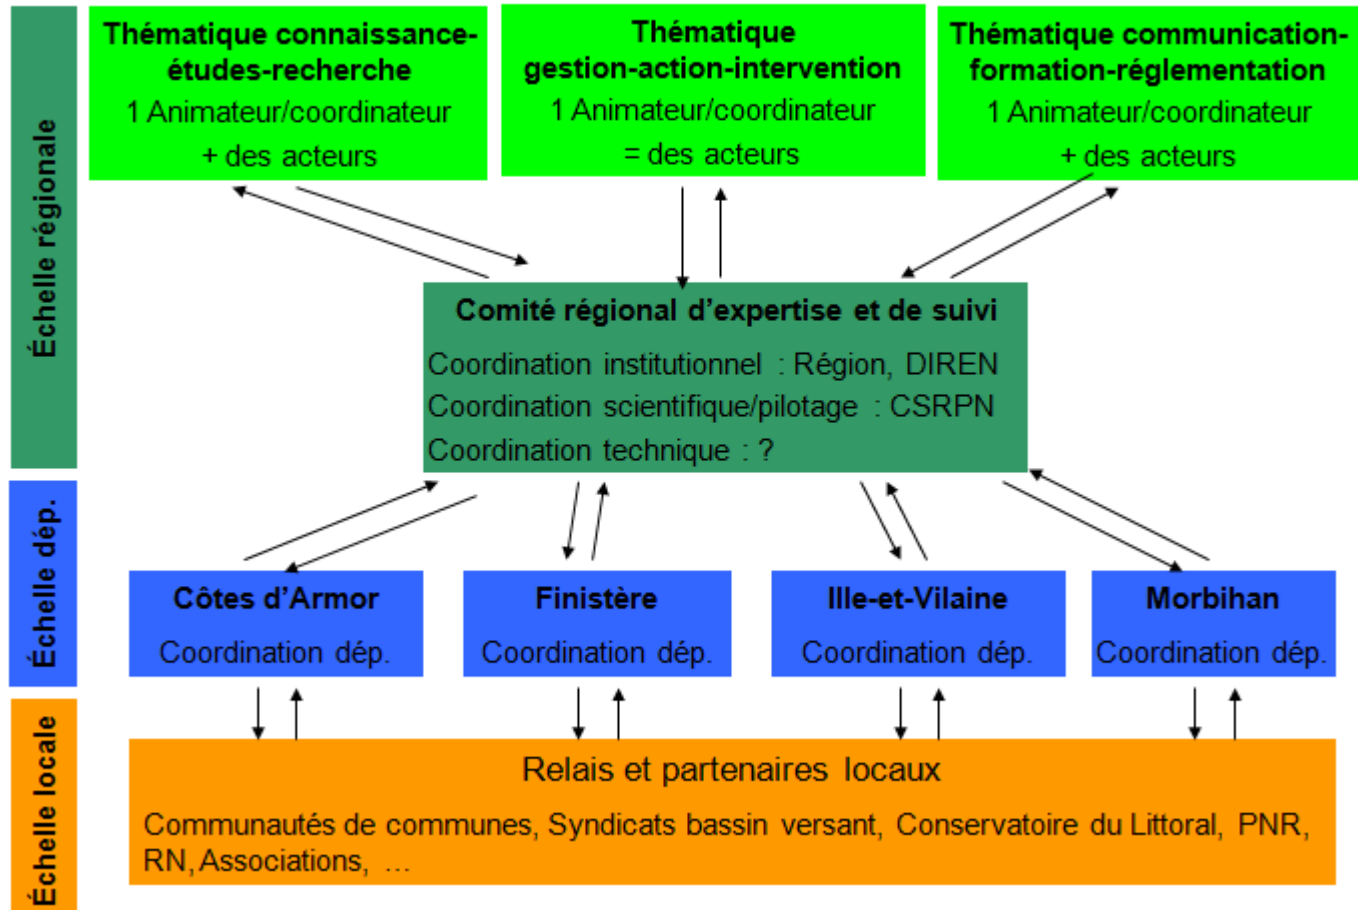 Échelle régionale
Thématique connaissance-
études-recherche
1 Animateur/coordinateur
+ des acteurs
Thématique
gestion-action-intervention
1 Animateur/coordinateur
= des acteurs
Thématique communication-
formation-réglementation
1 Animateur/coordinateur
+ des acteurs
Comité régional d'expertise et de suivi
Coordination institutionnel : Région, DIREN
Coordination scientifique/pilotage : CSRPN
Coordination technique : ?
Échelle dép.
Côtes d'Armor
Coordination dép.
Finistère
Coordination dép.
Ille-et-Vilaine
Coordination dép.
Morbihan
Coordination dép.
Échelle locale
Relais et partenaires locaux
Communautés de communes, Syndicats bassin versant, Conservatoire du Littoral, PNR,
RN, Associations, ...